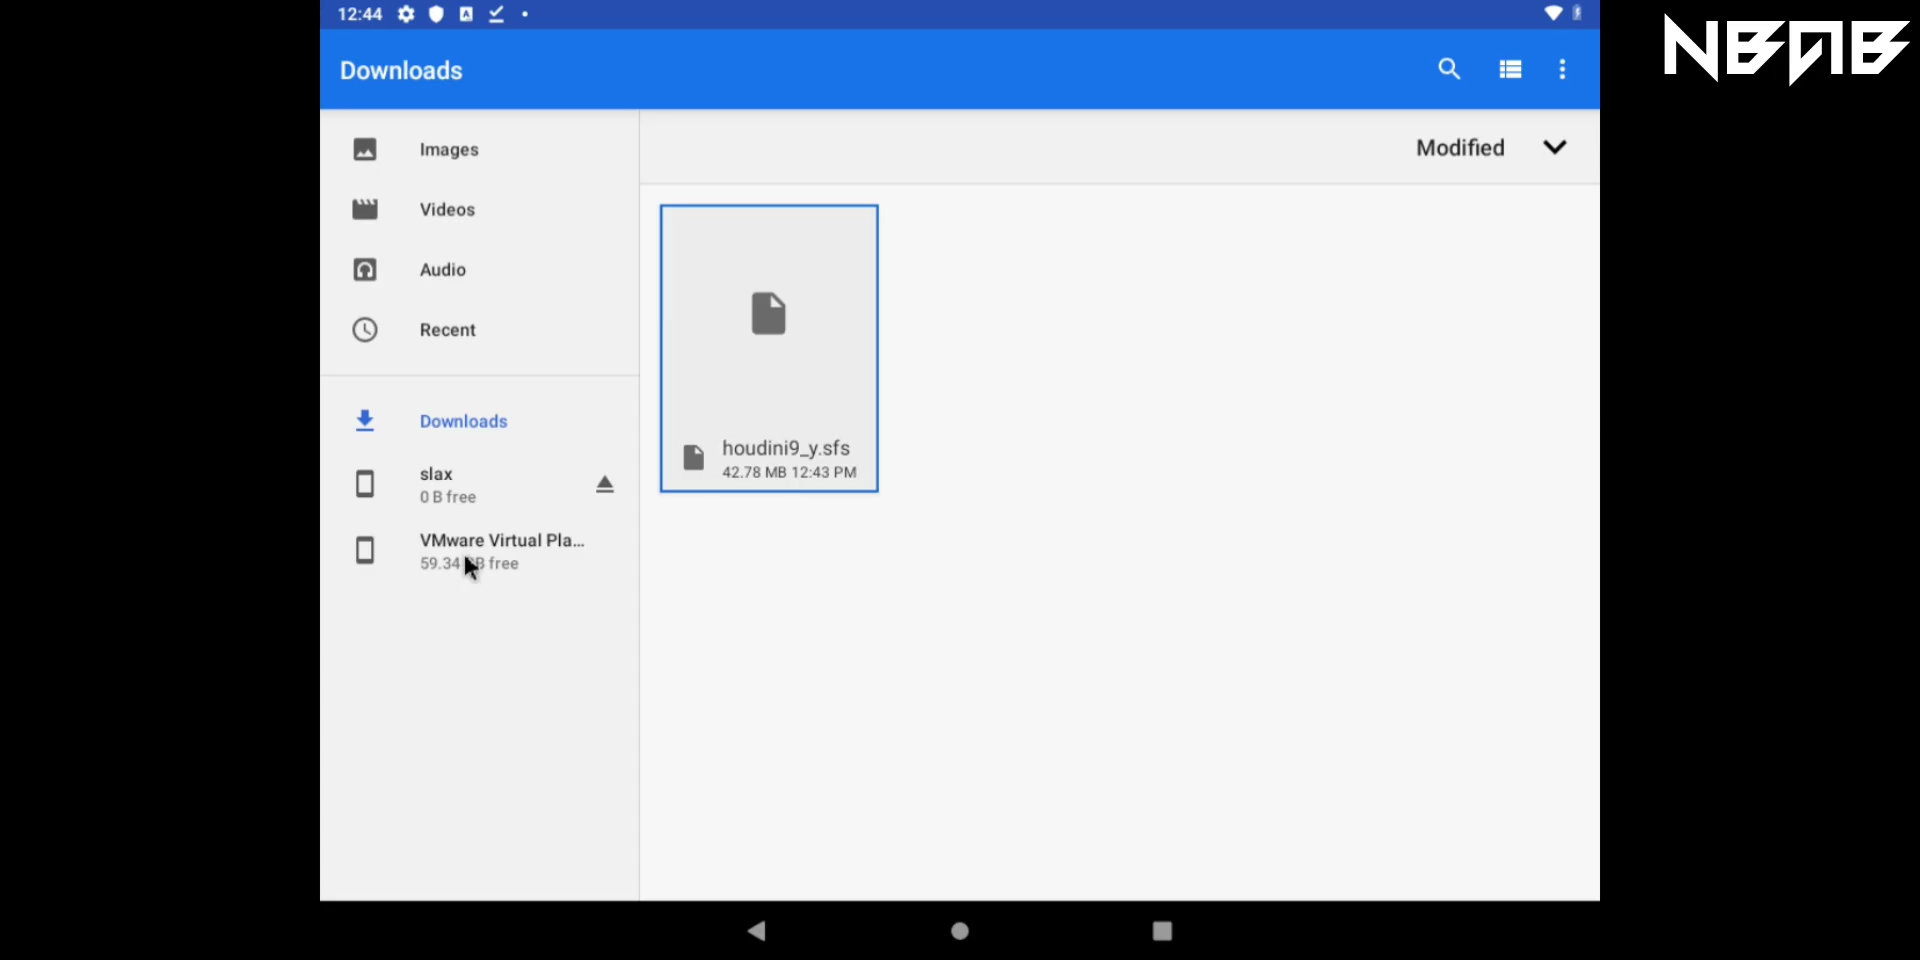 12:44
NBAB
Downloads
Images
Modified
Videos
Audio
Recent
Downloads
slax
0 B free
VMware Virtual Pla...
59.34 B free
houdini9_y.sfs
42.78 MB 12:43 PM